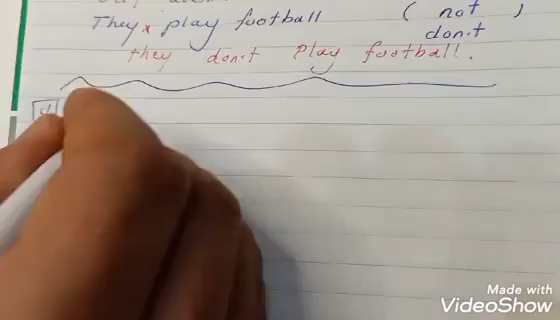 They x play football ( not )
don't
they don't play football.
Made with
VideoShow